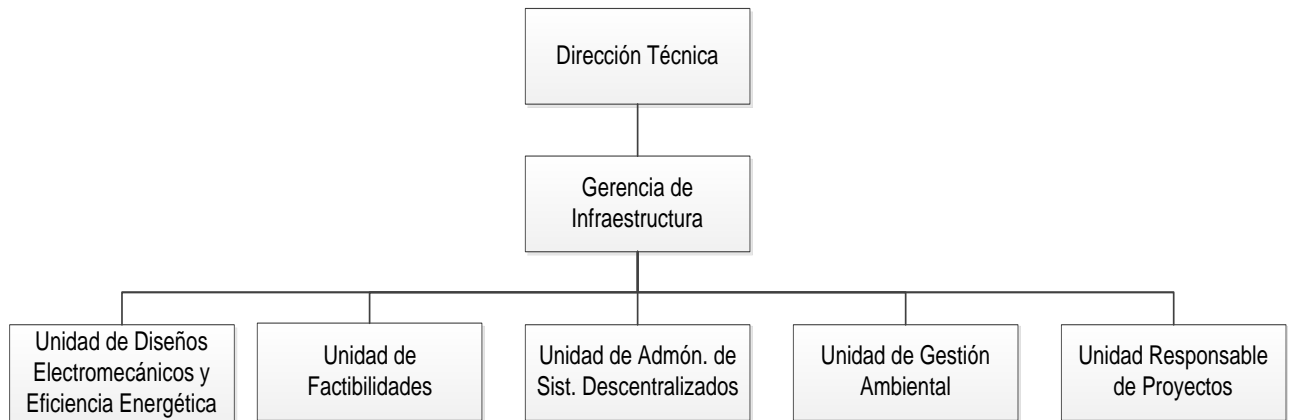 Dirección Técnica
Gerencia de
Infraestructura
Unidad de Diseños
Electromecánicos y
Eficiencia Energética
Unidad de
Factibilidades
Unidad de Admón. de
Sist. Descentralizados
Unidad de Gestión
Ambiental
Unidad Responsable
de Proyectos